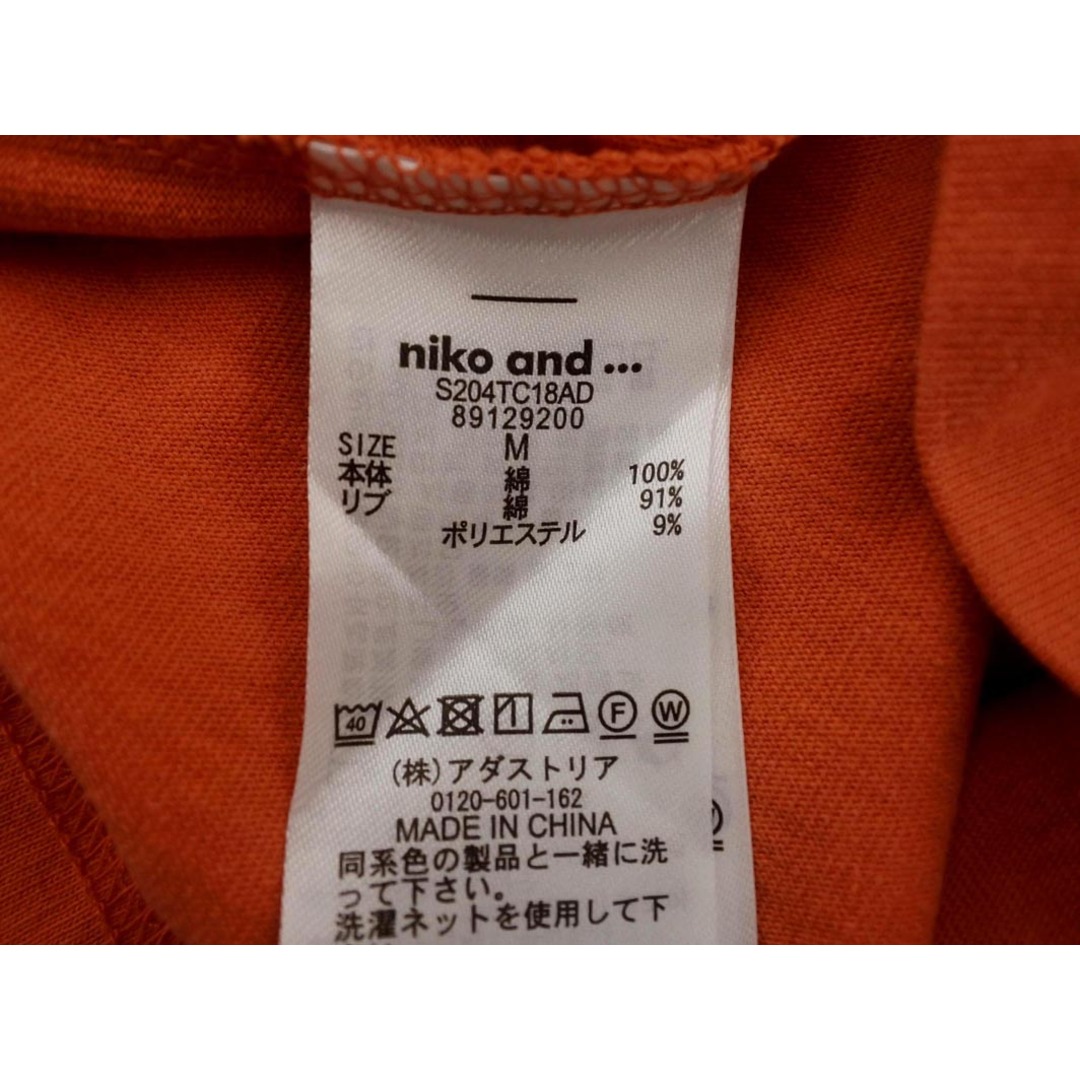 niko and ...
S204TC18AD
89129200
SIZE M
本体 綿 100%
リブ 綿 91%
ポリエステル 9%
40 F W
(株)アダストリア
0120-601-162
MADE IN CHINA
同系色の製品と一緒に洗
って下さい。
洗濯ネットを使用して下